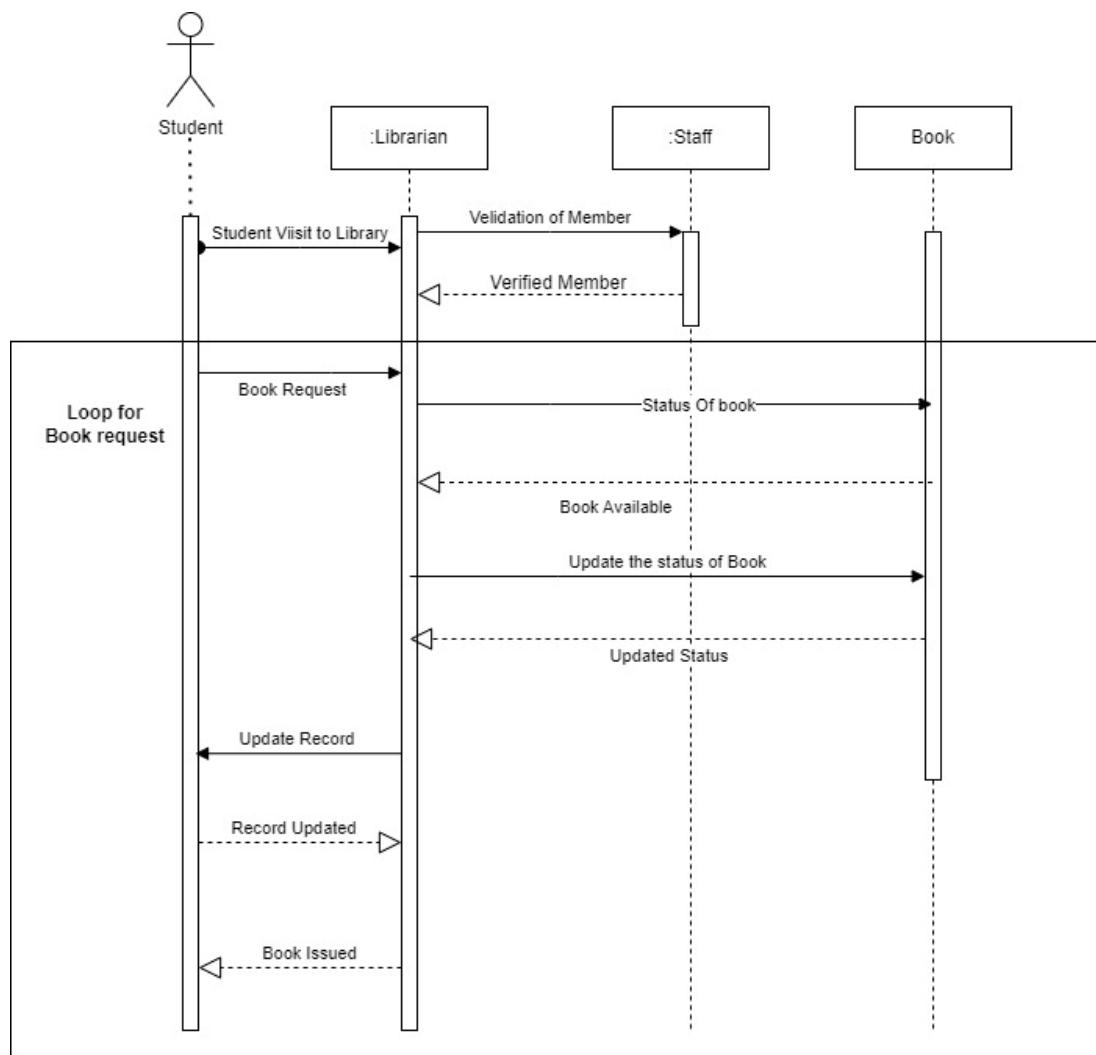 Student
:Librarian
:Staff
Book
Student Viisit to Library
Velidation of Member
Verified Member
Loop for
Book request
Book Request
Status Of book
Book Available
Update the status of Book
Updated Status
Update Record
Record Updated
Book Issued